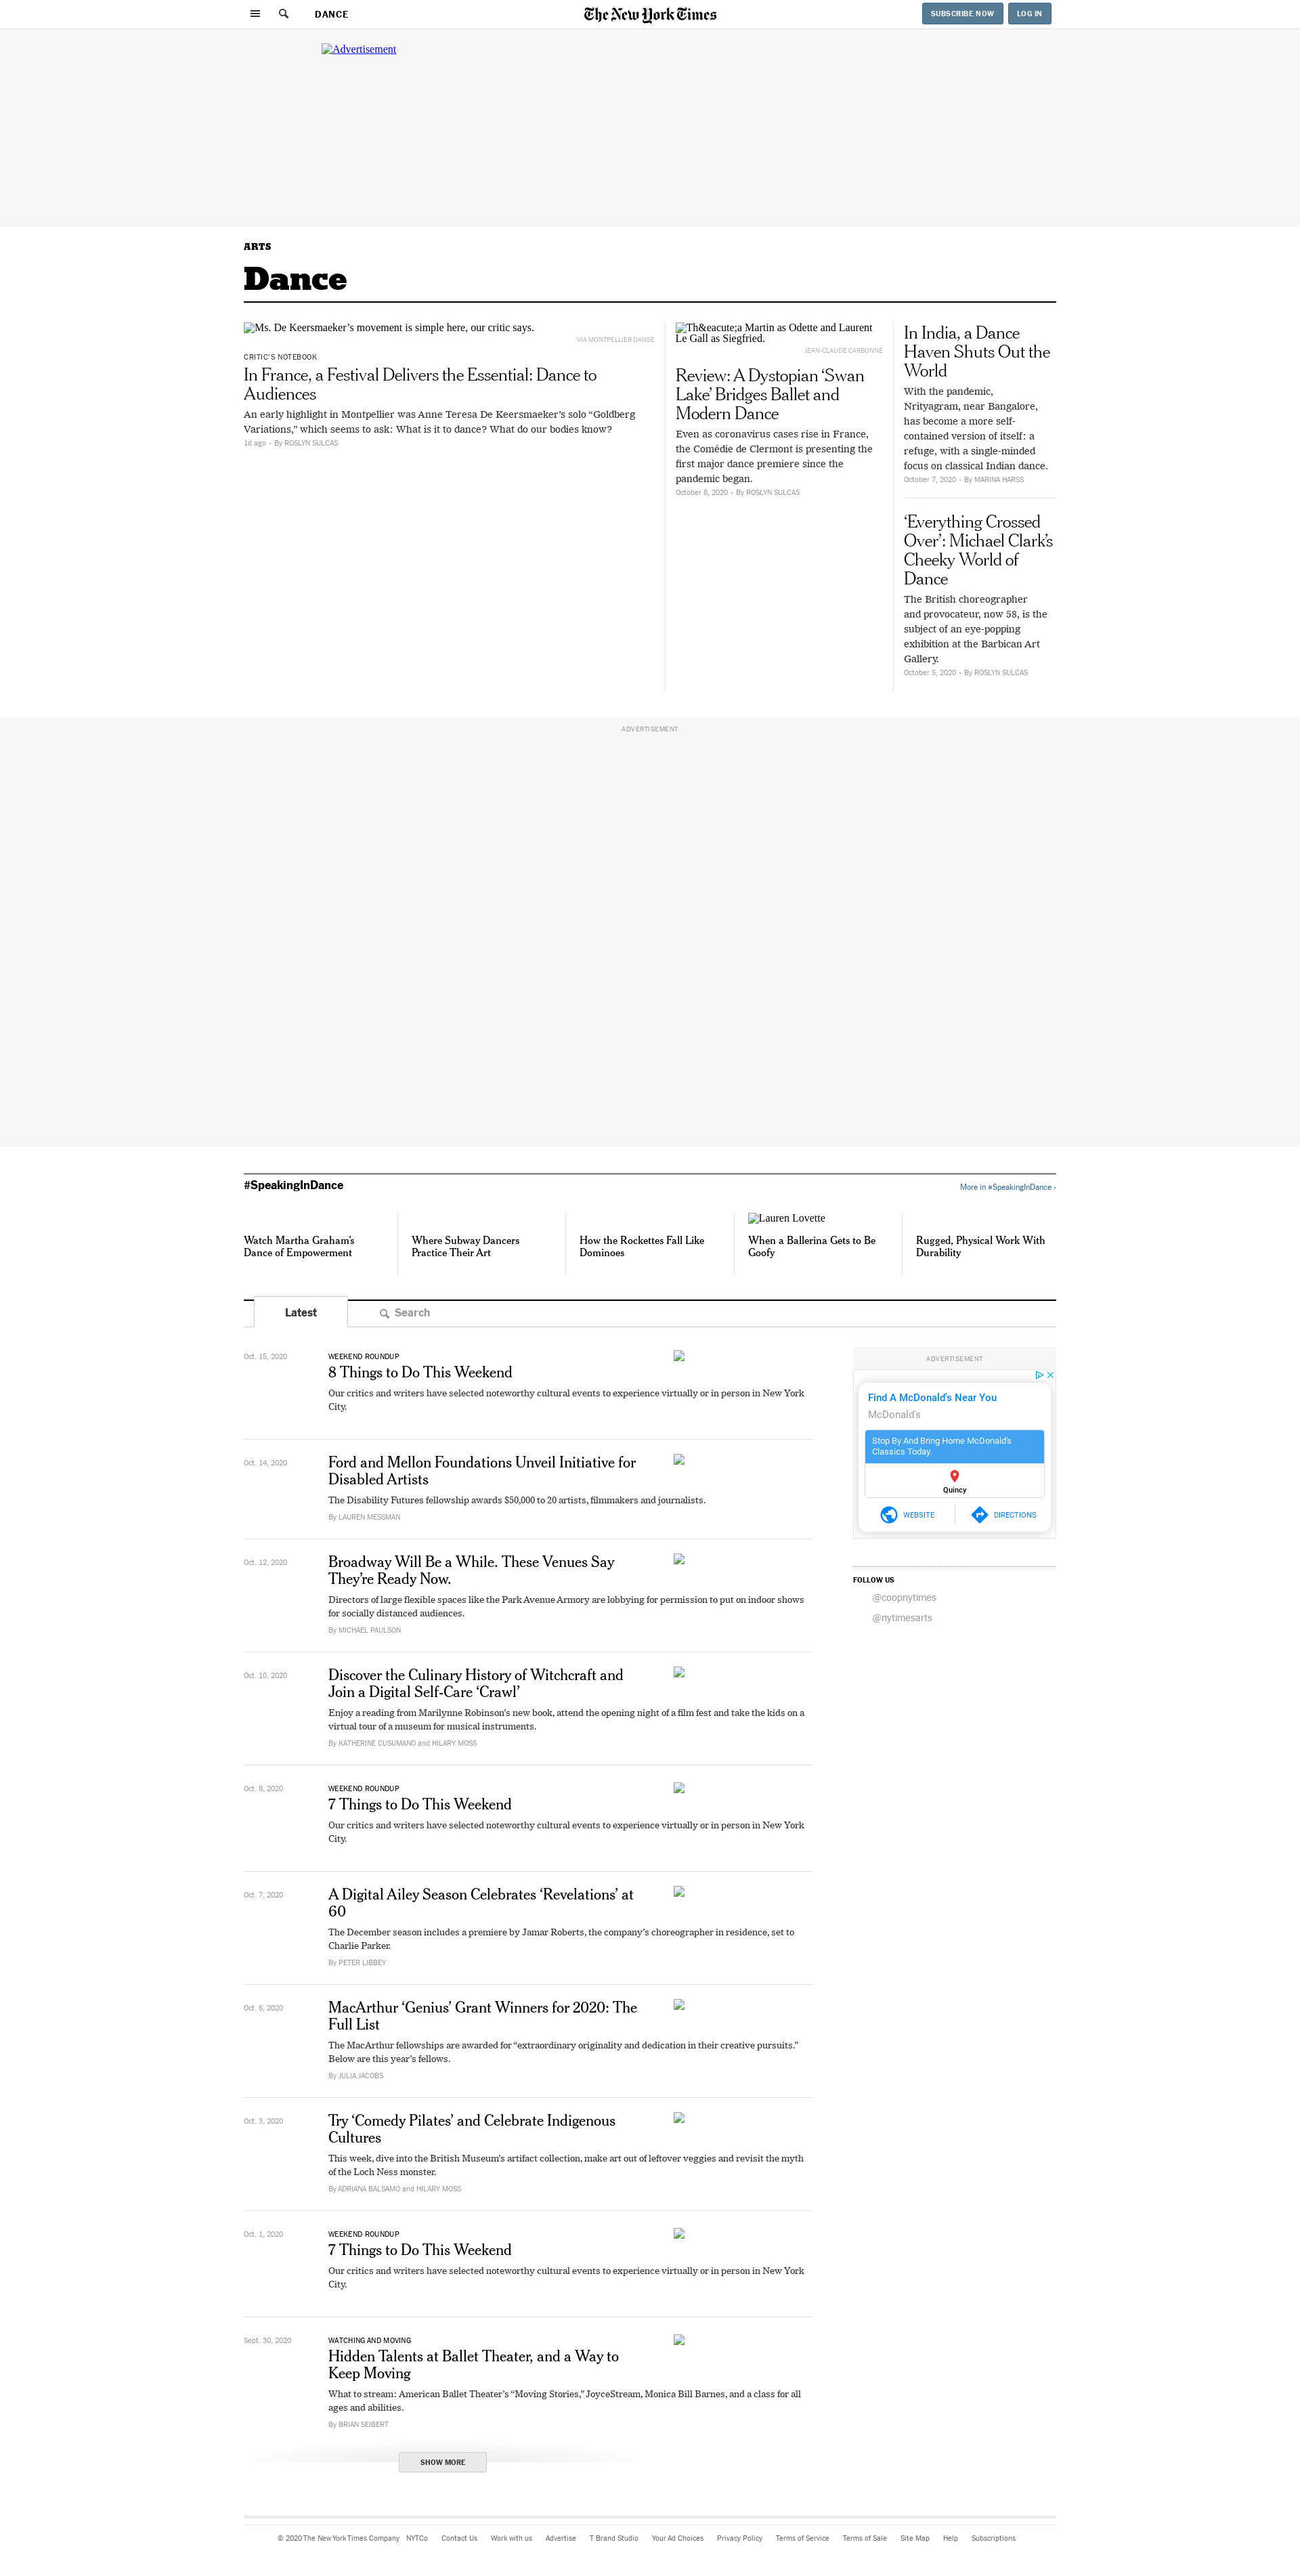 DANCE
The New York Times
SUBSCRIBE NOW
LOG IN
Advertisement
ARTS
Dance
Ms. De Keersmaeker’s movement is simple here, our critic says.
VIA MONTPELLIER DANSE
CRITIC’S NOTEBOOK
In France, a Festival Delivers the Essential: Dance to
Audiences
An early highlight in Montpellier was Anne Teresa De Keersmaeker’s solo “Goldberg
Variations,” which seems to ask: What is it to dance? What do our bodies know?
1d ago • By ROSLYN SULCAS
Th&eacute;a Martin as Odette and Laurent
Le Gall as Siegfried.
JEAN-CLAUDE CARBONNE
Review: A Dystopian ‘Swan
Lake’ Bridges Ballet and
Modern Dance
Even as coronavirus cases rise in France,
the Comédie de Clermont is presenting the
first major dance premiere since the
pandemic began.
October 8, 2020 • By ROSLYN SULCAS
In India, a Dance
Haven Shuts Out the
World
With the pandemic,
Nrityagram, near Bangalore,
has become a more self-
contained version of itself: a
refuge, with a single-minded
focus on classical Indian dance.
October 7, 2020 • By MARINA HARSS
‘Everything Crossed
Over’: Michael Clark’s
Cheeky World of
Dance
The British choreographer
and provocateur, now 58, is the
subject of an eye-popping
exhibition at the Barbican Art
Gallery.
October 5, 2020 • By ROSLYN SULCAS
ADVERTISEMENT
#SpeakingInDance
More in #SpeakingInDance ›
Watch Martha Graham’s
Dance of Empowerment
Where Subway Dancers
Practice Their Art
How the Rockettes Fall Like
Dominoes
Lauren Lovette
When a Ballerina Gets to Be
Goofy
Rugged, Physical Work With
Durability
Latest
Search
Oct. 15, 2020
WEEKEND ROUNDUP
8 Things to Do This Weekend
Our critics and writers have selected noteworthy cultural events to experience virtually or in person in New York
City.
Oct. 14, 2020
Ford and Mellon Foundations Unveil Initiative for
Disabled Artists
The Disability Futures fellowship awards $50,000 to 20 artists, filmmakers and journalists.
By LAUREN MESSMAN
Oct. 12, 2020
Broadway Will Be a While. These Venues Say
They’re Ready Now.
Directors of large flexible spaces like the Park Avenue Armory are lobbying for permission to put on indoor shows
for socially distanced audiences.
By MICHAEL PAULSON
Oct. 10, 2020
Discover the Culinary History of Witchcraft and
Join a Digital Self-Care ‘Crawl’
Enjoy a reading from Marilynne Robinson’s new book, attend the opening night of a film fest and take the kids on a
virtual tour of a museum for musical instruments.
By KATHERINE CUSUMANO and HILARY MOSS
Oct. 8, 2020
WEEKEND ROUNDUP
7 Things to Do This Weekend
Our critics and writers have selected noteworthy cultural events to experience virtually or in person in New York
City.
Oct. 7, 2020
A Digital Ailey Season Celebrates ‘Revelations’ at
60
The December season includes a premiere by Jamar Roberts, the company’s choreographer in residence, set to
Charlie Parker.
By PETER LIBBEY
Oct. 6, 2020
MacArthur ‘Genius’ Grant Winners for 2020: The
Full List
The MacArthur fellowships are awarded for “extraordinary originality and dedication in their creative pursuits.”
Below are this year’s fellows.
By JULIA JACOBS
Oct. 3, 2020
Try ‘Comedy Pilates’ and Celebrate Indigenous
Cultures
This week, dive into the British Museum’s artifact collection, make art out of leftover veggies and revisit the myth
of the Loch Ness monster.
By ADRIANA BALSAMO and HILARY MOSS
Oct. 1, 2020
WEEKEND ROUNDUP
7 Things to Do This Weekend
Our critics and writers have selected noteworthy cultural events to experience virtually or in person in New York
City.
Sept. 30, 2020
WATCHING AND MOVING
Hidden Talents at Ballet Theater, and a Way to
Keep Moving
What to stream: American Ballet Theater’s “Moving Stories,” JoyceStream, Monica Bill Barnes, and a class for all
ages and abilities.
By BRIAN SEIBERT
SHOW MORE
ADVERTISEMENT
Find A McDonald's Near You
McDonald's
Stop By And Bring Home McDonald's
Classics Today.
Quincy
WEBSITE
DIRECTIONS
FOLLOW US
@coopnytimes
@nytimesarts
© 2020 The New York Times Company NYTCo Contact Us Work with us Advertise T Brand Studio Your Ad Choices Privacy Policy Terms of Service Terms of Sale Site Map Help Subscriptions